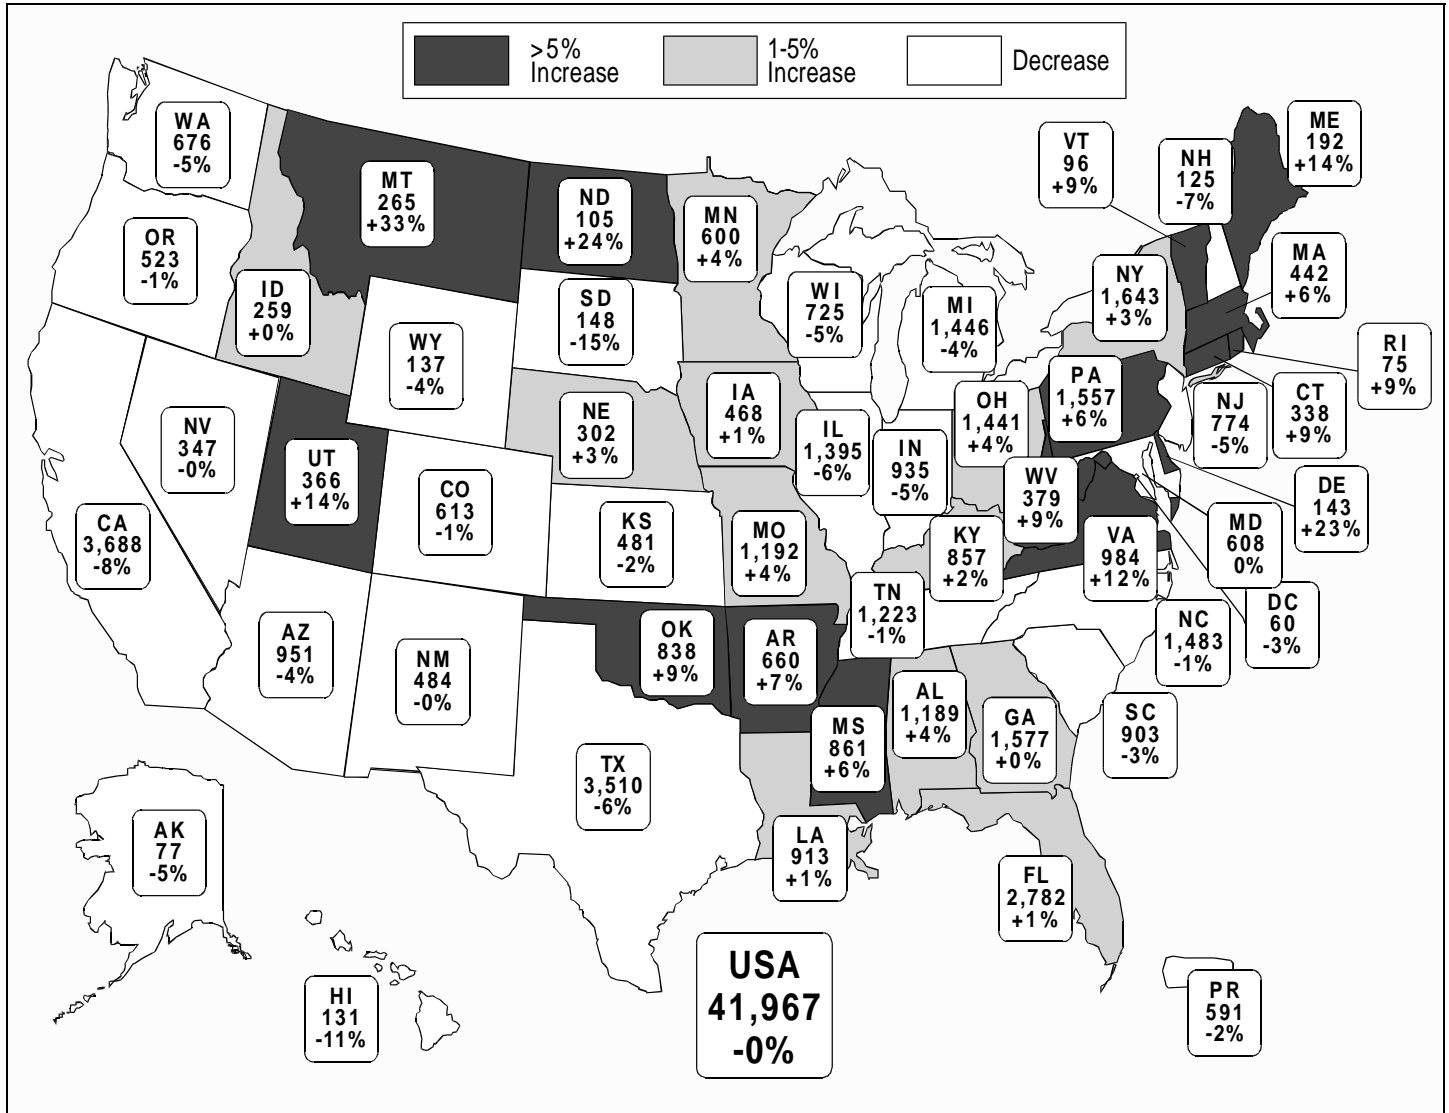 >5%
Increase
1-5%
Increase
Decrease
WA
676
-5%
MT
265
+33%
ND
105
+24%
MN
600
+4%
VT
96
+9%
NH
125
-7%
ME
192
+14%
OR
523
-1%
ID
259
+0%
WY
137
-4%
SD
148
-15%
WI
725
-5%
MI
1,446
-4%
NY
1,643
+3%
MA
442
+6%
RI
75
+9%
NV
347
-0%
UT
366
+14%
NE
302
+3%
IA
468
+1%
IL
1,395
-6%
IN
935
-5%
OH
1,441
+4%
PA
1,557
+6%
NJ
774
-5%
CT
338
+9%
CA
3,688
-8%
CO
613
-1%
KS
481
-2%
MO
1,192
+4%
KY
857
+2%
WV
379
+9%
VA
984
+12%
MD
608
0%
DE
143
+23%
AZ
951
-4%
NM
484
-0%
OK
838
+9%
AR
660
+7%
TN
1,223
-1%
NC
1,483
-1%
DC
60
-3%
TX
3,510
-6%
MS
861
+6%
AL
1,189
+4%
GA
1,577
+0%
SC
903
-3%
AK
77
-5%
LA
913
+1%
FL
2,782
+1%
HI
131
-11%
USA
41,967
-0%
PR
591
-2%